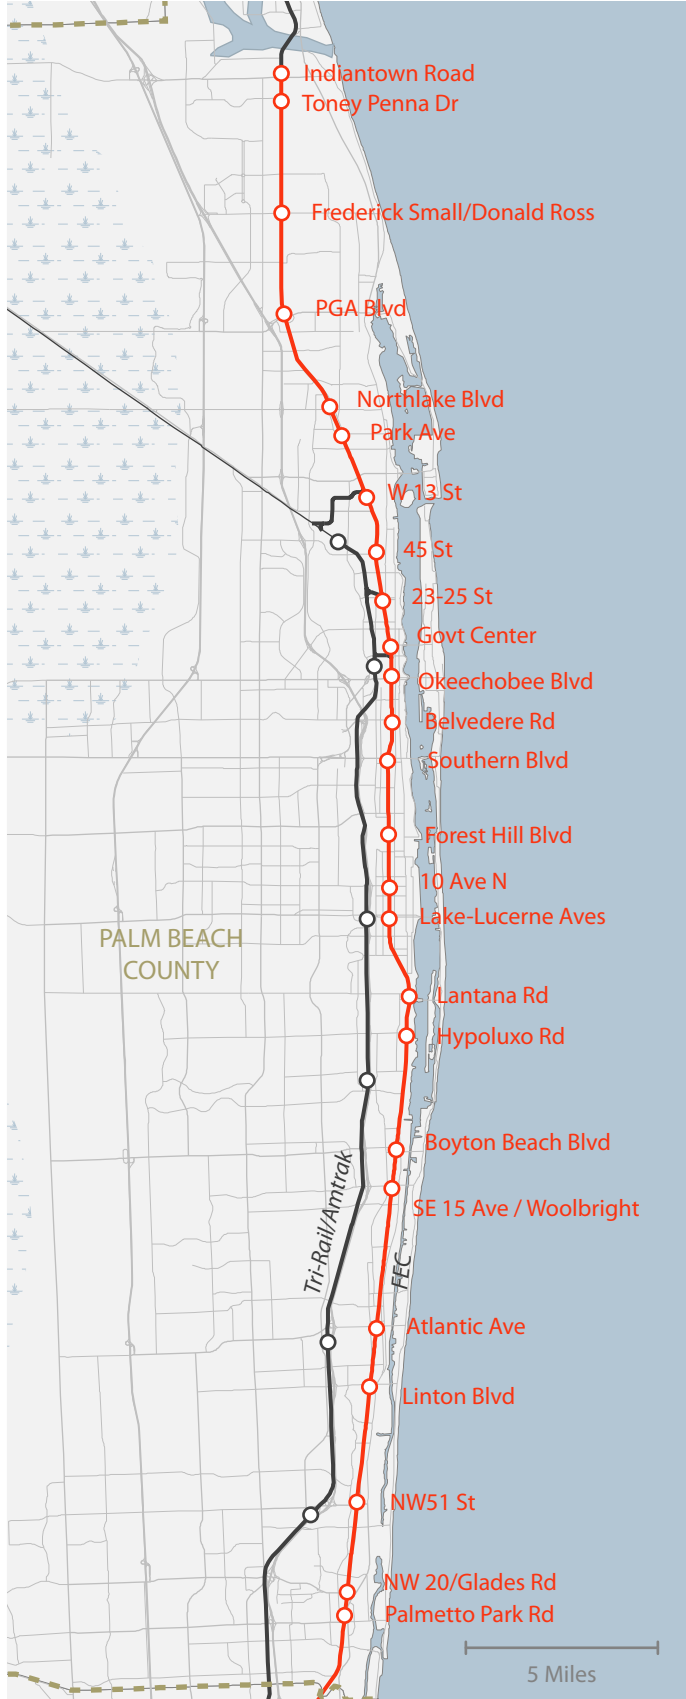 Indiantown Road
Toney Penna Dr
Frederick Small/Donald Ross
PGA Blvd
Northlake Blvd
Park Ave
W 13 St
45 St
23-25 St
Govt Center
Okeechobee Blvd
Belvedere Rd
Southern Blvd
Forest Hill Blvd
10 Ave N
Lake-Lucerne Aves
PALM BEACH
COUNTY
Lantana Rd
Hypoluxo Rd
Boyton Beach Blvd
Tri-Rail/Amtrak
SE 15 Ave / Woolbright
FEC
Atlantic Ave
Linton Blvd
NW51 St
NW 20/Glades Rd
Palmetto Park Rd
5 Miles